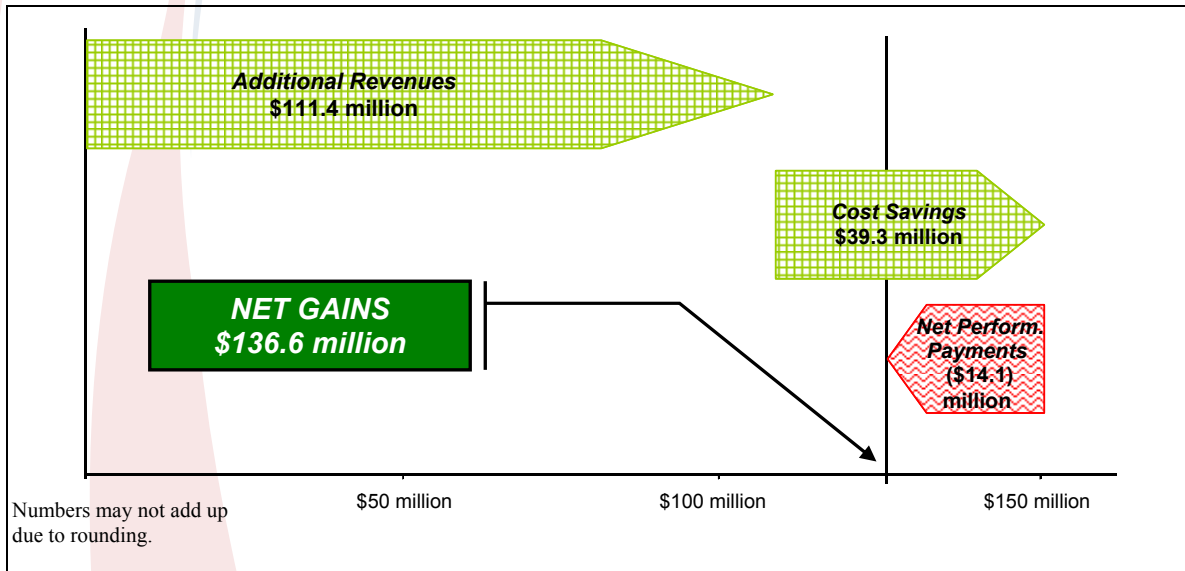 Additional Revenues
$111.4 million
Cost Savings
$39.3 million
NET GAINS
$136.6 million
Net Perform.
Payments
($14.1)
million
$50 million
$100 million
$150 million
Numbers may not add up
due to rounding.